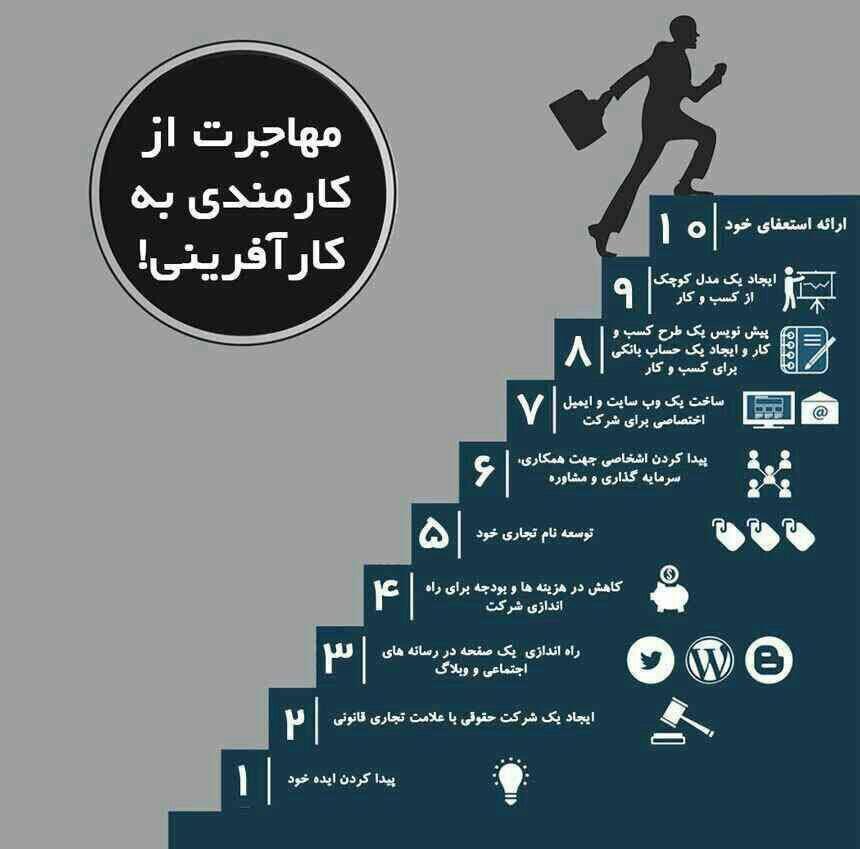 مهاجرت از
کارمندی به
کارآفرینی!
۱۰ ارائه استعفای خود
۹ ایجاد یک مدل کوچک
از کسب و کار
۸ پیش نویس یک طرح کسب و
کار و ایجاد یک حساب بانکی
برای کسب و کار
۷ ساخت یک وب سایت و ایمیل
اختصاصی برای شرکت
@
۶ پیدا کردن اشخاصی جهت همکاری،
سرمایه گذاری و مشاوره
۵ توسعه نام تجاری خود
۴ کاهش در هزینه ها و بودجه برای راه
اندازی شرکت
$
۳ راه اندازی یک صفحه در رسانه های
اجتماعی و وبلاگ
۲ ایجاد یک شرکت حقوقی با علامت تجاری قانونی
۱ پیدا کردن ایده خود